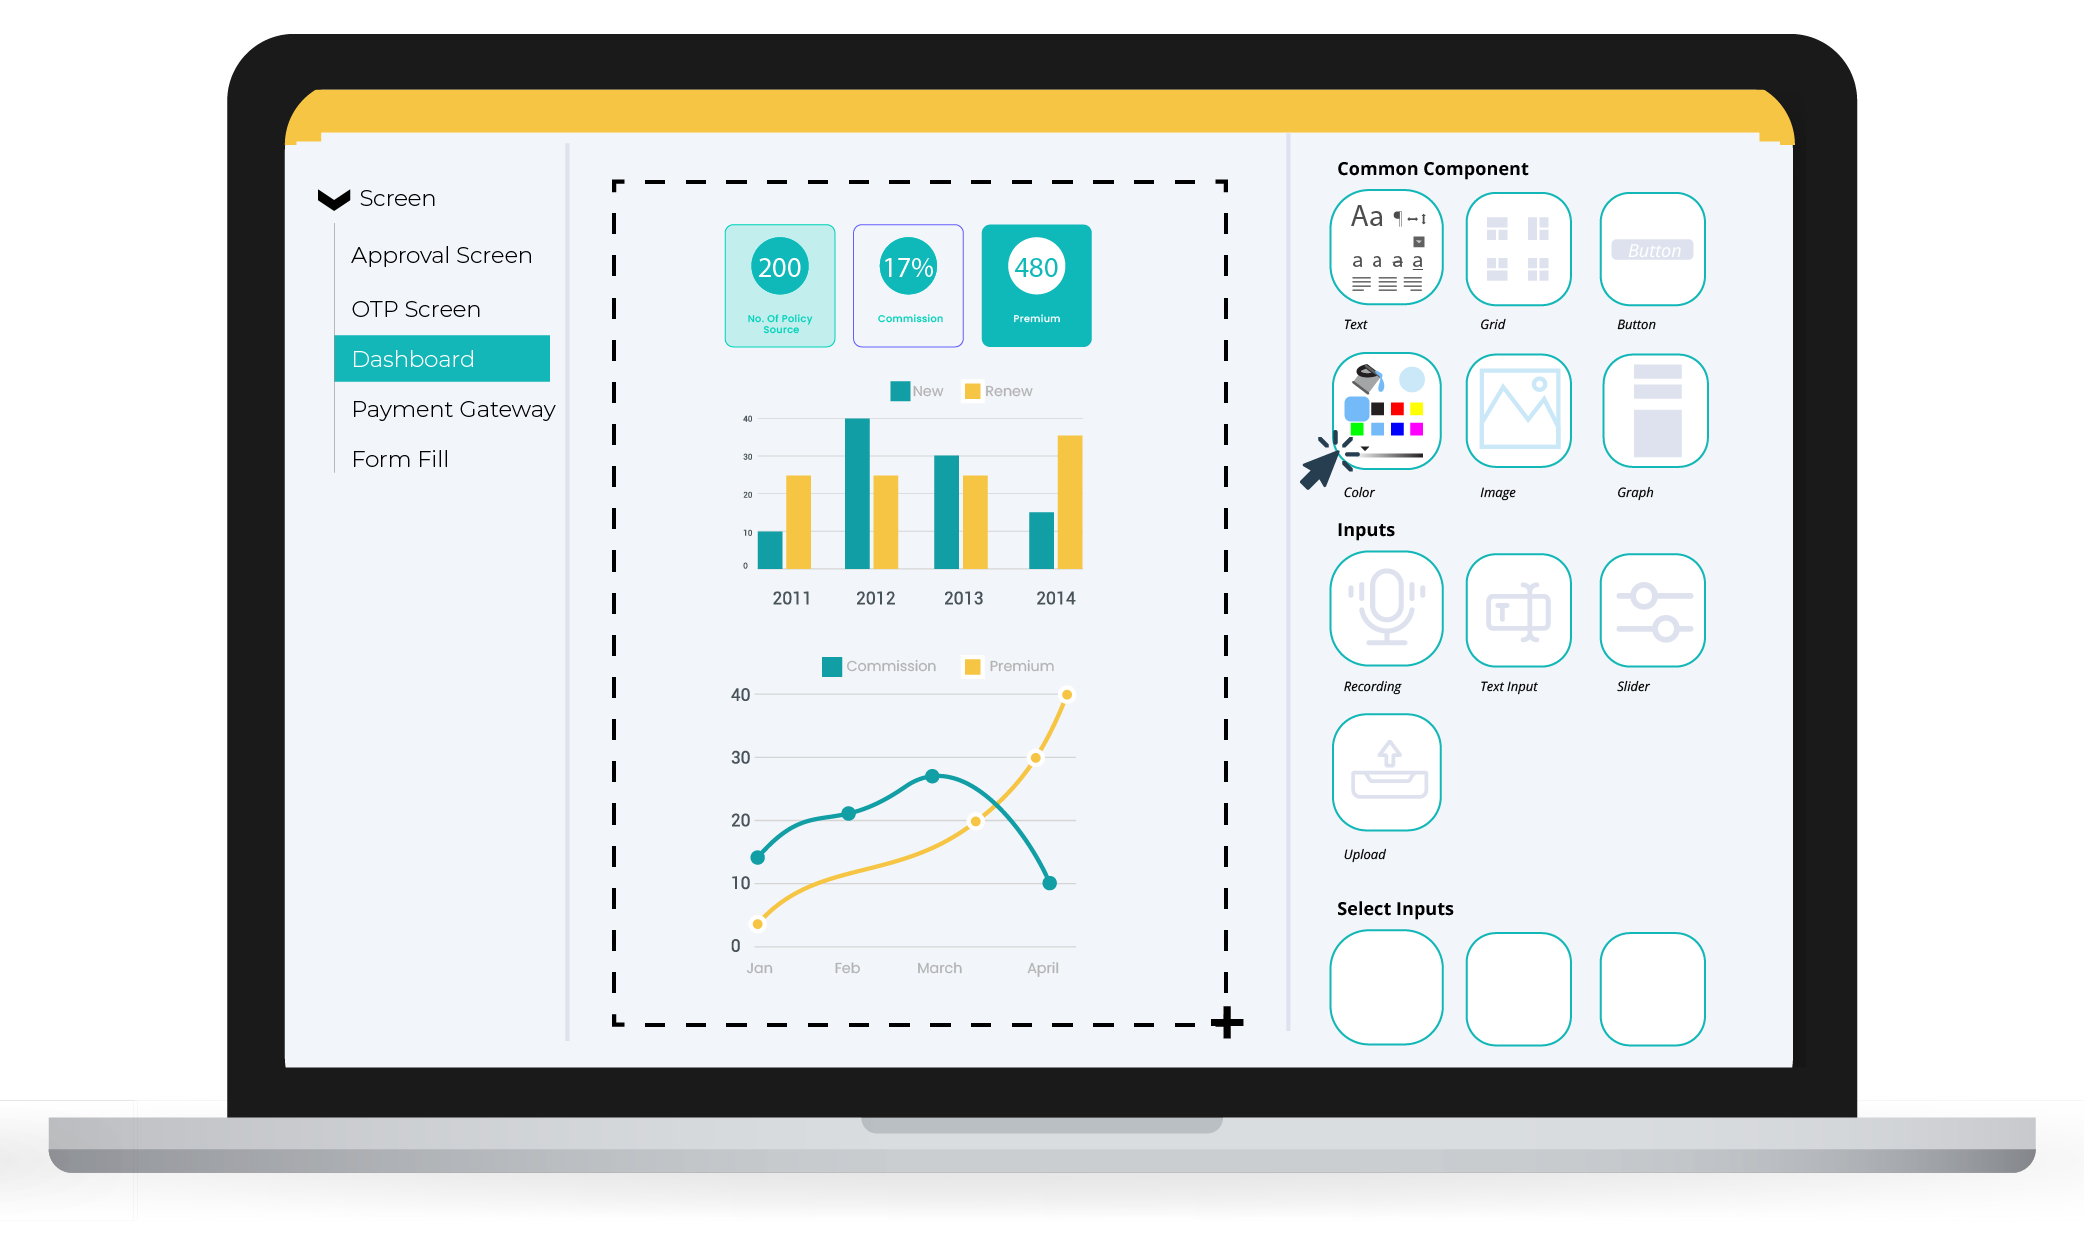 Screen
Approval Screen
OTP Screen
Dashboard
Payment Gateway
Form Fill
200
No. Of Policy
Source
17%
Commission
480
Premium
New
Renew
40
30
20
10
0
2011
2012
2013
2014
Commission
Premium
40
30
20
10
0
Jan
Feb
March
April
Common Component
Aa ¶
a a a a
Text
Grid
Button
Button
Color
Image
Graph
Inputs
T
Recording
Text Input
Slider
Upload
Select Inputs